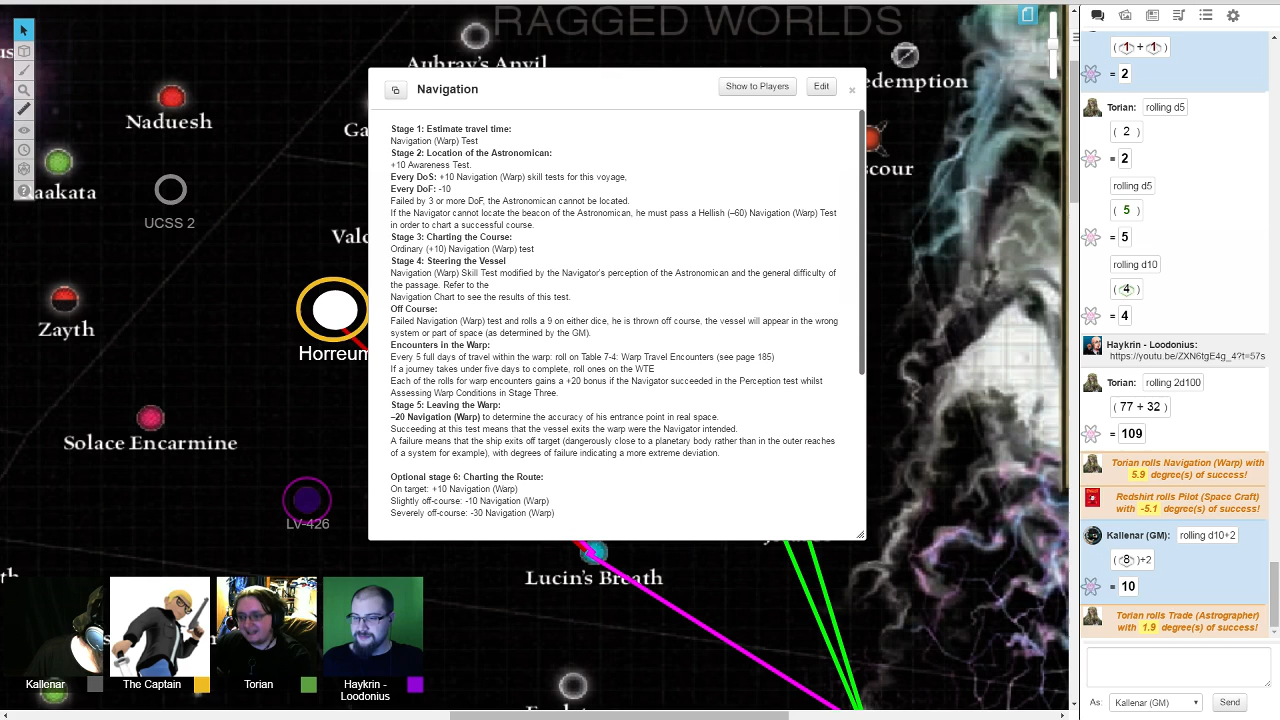 RAGGED WORLDS
Aubray's Anvil
edemption
Naduesh
Ga
aakata
scour
UCSS 2
Vald
Zayth
Horreum
Solace Encarmine
LV-426
Lucin's Breath
Navigation
Show to Players
Edit
×
Stage 1: Estimate travel time:
Navigation (Warp) Test
Stage 2: Location of the Astronomican:
+10 Awareness Test.
Every DoS: +10 Navigation (Warp) skill tests for this voyage,
Every DoF: -10
Failed by 3 or more DoF, the Astronomican cannot be located.
If the Navigator cannot locate the beacon of the Astronomican, he must pass a Hellish (–60) Navigation (Warp) Test
in order to chart a successful course.
Stage 3: Charting the Course:
Ordinary (+10) Navigation (Warp) test
Stage 4: Steering the Vessel
Navigation (Warp) Skill Test modified by the Navigator's perception of the Astronomican and the general difficulty of
the passage. Refer to the
Navigation Chart to see the results of this test.
Off Course:
Failed Navigation (Warp) test and rolls a 9 on either dice, he is thrown off course, the vessel will appear in the wrong
system or part of space (as determined by the GM).
Encounters in the Warp:
Every 5 full days of travel within the warp: roll on Table 7-4: Warp Travel Encounters (see page 185)
If a journey takes under five days to complete, roll ones on the WTE
Each of the rolls for warp encounters gains a +20 bonus if the Navigator succeeded in the Perception test whilst
Assessing Warp Conditions in Stage Three.
Stage 5: Leaving the Warp:
–20 Navigation (Warp) to determine the accuracy of his entrance point in real space.
Succeeding at this test means that the vessel exits the warp were the Navigator intended.
A failure means that the ship exits off target (dangerously close to a planetary body rather than in the outer reaches
of a system for example), with degrees of failure indicating a more extreme deviation.
Optional stage 6: Charting the Route:
On target: +10 Navigation (Warp)
Slightly off-course: -10 Navigation (Warp)
Severely off-course: -30 Navigation (Warp)
Kallenar
The Captain
Torian
Haykrin -
Loodonius
(1 + 1)
= 2
Torian: rolling d5
( 2 )
= 2
rolling d5
( 5 )
= 5
rolling d10
( 4 )
= 4
Haykrin - Loodonius:
https://youtu.be/ZXN6tgE4g_4?t=57s
Torian: rolling 2d100
( 77 + 32 )
= 109
Torian rolls Navigation (Warp) with
5.9 degree(s) of success!
Redshirt rolls Pilot (Space Craft)
with -5.1 degree(s) of success!
Kallenar (GM): rolling d10+2
( 8 )+2
= 10
Torian rolls Trade (Astrographer)
with 1.9 degree(s) of success!
As: Kallenar (GM)
Send